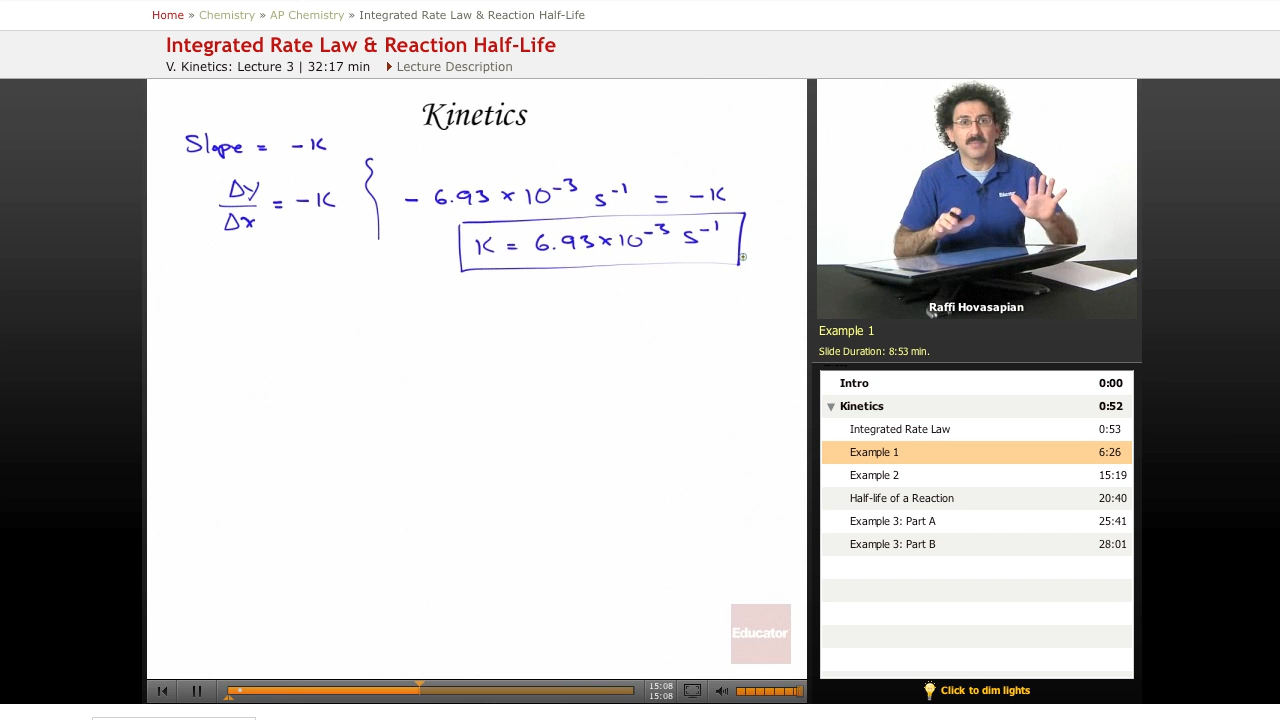 Home » Chemistry » AP Chemistry » Integrated Rate Law & Reaction Half-Life
Integrated Rate Law & Reaction Half-Life
V. Kinetics: Lecture 3 | 32:17 min Lecture Description
Kinetics
Slope = -K
Δy/Δx = -K
- 6.93 × 10⁻³ s⁻¹ = -K
K = 6.93 × 10⁻³ s⁻¹
Educator
Raffi Hovasapian
Example 1
Slide Duration: 8:53 min.
Intro 0:00
Kinetics 0:52
Integrated Rate Law 0:53
Example 1 6:26
Example 2 15:19
Half-life of a Reaction 20:40
Example 3: Part A 25:41
Example 3: Part B 28:01
15:08
15:08
Click to dim lights